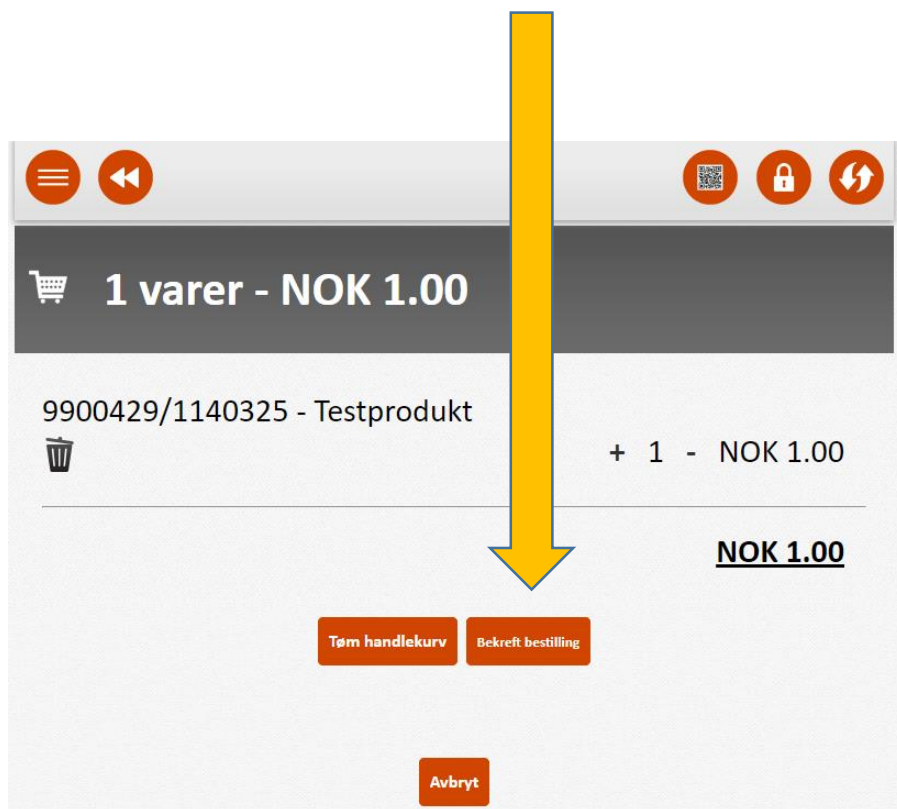 1 varer - NOK 1.00
9900429/1140325 - Testprodukt
+ 1 - NOK 1.00
NOK 1.00
Tøm handlekurv Bekreft bestilling
Avbryt